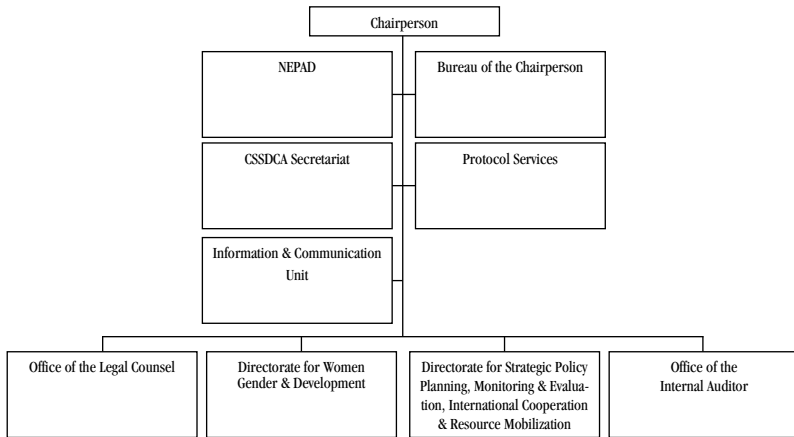 Chairperson
NEPAD
Bureau of the Chairperson
CSSDCA Secretariat
Protocol Services
Information & Communication
Unit
Office of the Legal Counsel
Directorate for Women
Gender & Development
Directorate for Strategic Policy
Planning, Monitoring & Evalua-
tion, International Cooperation
& Resource Mobilization
Office of the
Internal Auditor